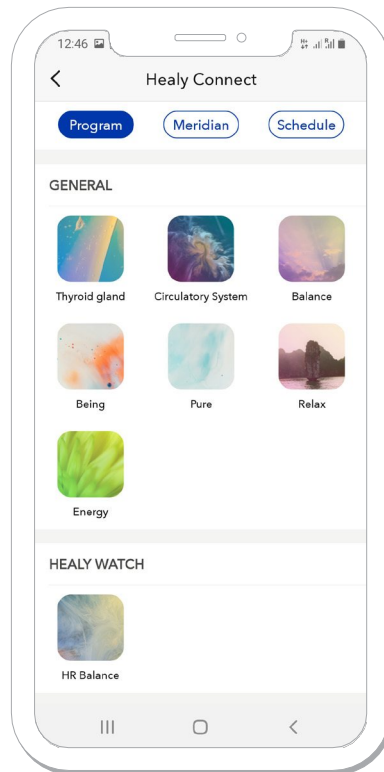 12:46
Healy Connect
Program Meridian Schedule
GENERAL
Thyroid gland Circulatory System Balance
Being Pure Relax
Energy
HEALY WATCH
HR Balance